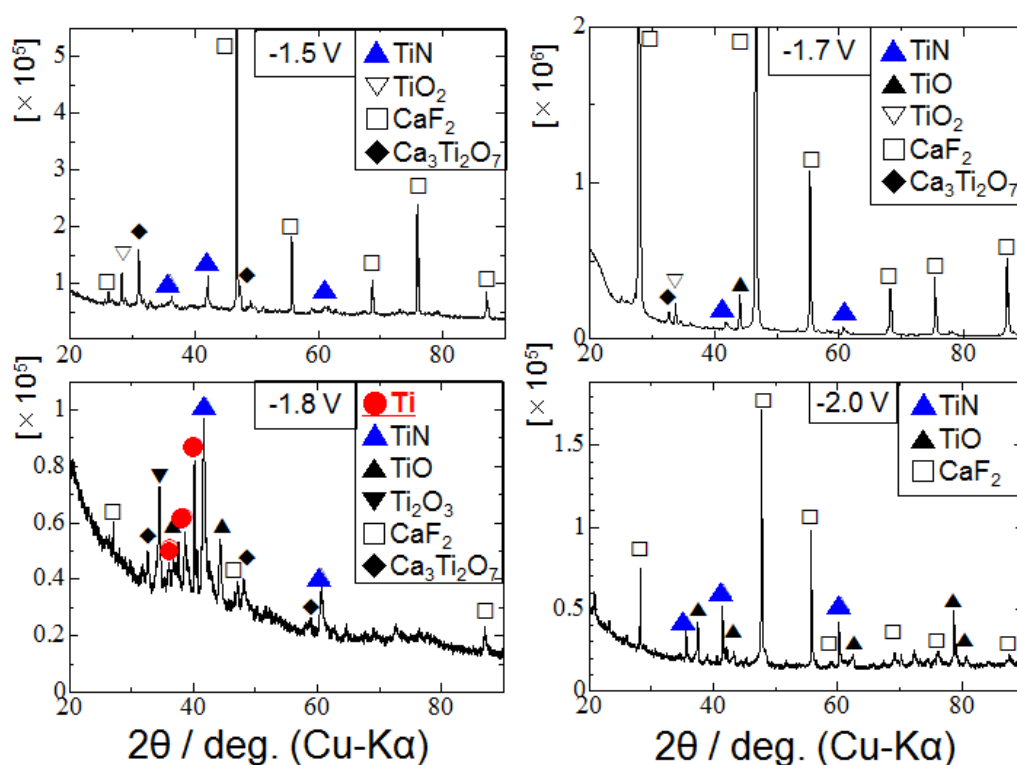 [× 10⁵]
5
4
3
2
1
20 40 60 80
-1.5 V
TiN
TiO₂
CaF₂
Ca₃Ti₂O₇
[× 10⁶]
2
1
0
20 40 60 80
-1.7 V
TiN
TiO
TiO₂
CaF₂
Ca₃Ti₂O₇
[× 10⁵]
1
0.8
0.6
0.4
0.2
0
20 40 60 80
-1.8 V
Ti
TiN
TiO
Ti₂O₃
CaF₂
Ca₃Ti₂O₇
2θ / deg. (Cu-Kα)
[× 10⁵]
1.5
1
0.5
0
20 40 60 80
-2.0 V
TiN
TiO
CaF₂
2θ / deg. (Cu-Kα)